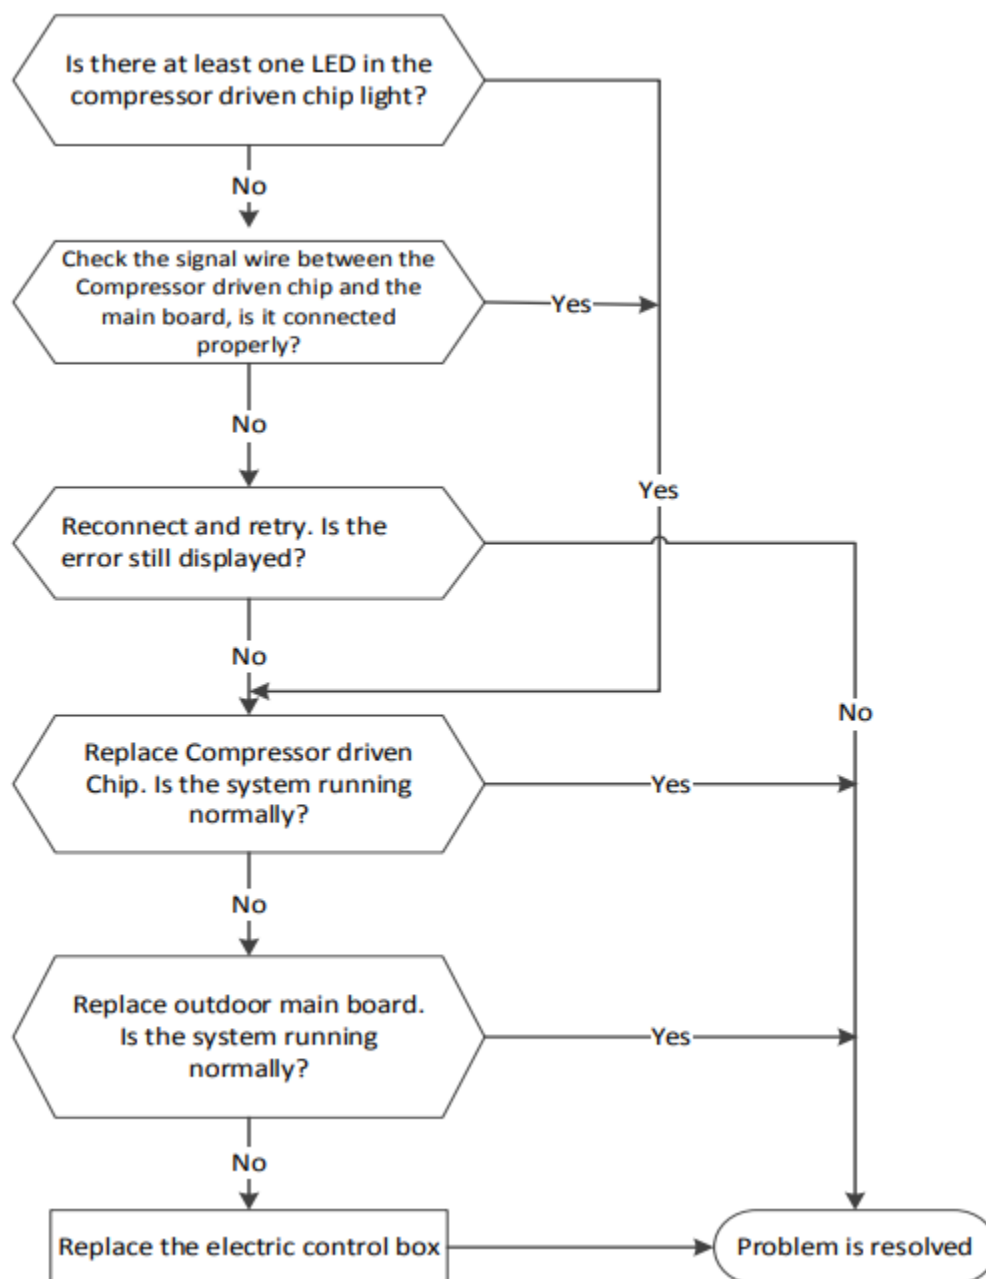 Is there at least one LED in the
compressor driven chip light?
No
Check the signal wire between the
Compressor driven chip and the
main board, is it connected
properly?
Yes
No
Yes
Reconnect and retry. Is the
error still displayed?
No
No
Replace Compressor driven
Chip. Is the system running
normally?
Yes
No
Replace outdoor main board.
Is the system running
normally?
Yes
No
Replace the electric control box
Problem is resolved